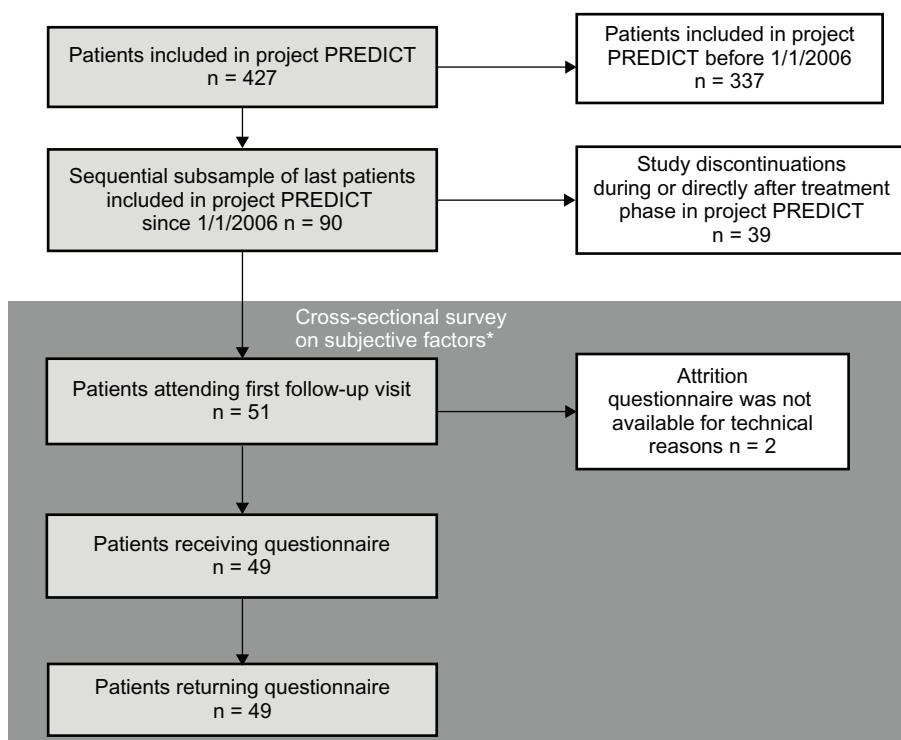 Patients included in project PREDICT
n = 427
Patients included in project
PREDICT before 1/1/2006
n = 337
Sequential subsample of last patients
included in project PREDICT
since 1/1/2006 n = 90
Study discontinuations
during or directly after treatment
phase in project PREDICT
n = 39
Cross-sectional survey
on subjective factors*
Patients attending first follow-up visit
n = 51
Attrition
questionnaire was not
available for technical
reasons n = 2
Patients receiving questionnaire
n = 49
Patients returning questionnaire
n = 49